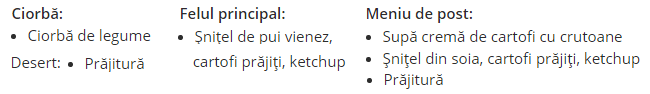 Ciorbă:
• Ciorbă de legume
Desert: • Prăjitură
Felul principal:
• Șnițel de pui vienez,
cartofi prăjiţi, ketchup
Meniu de post:
• Supă cremă de cartofi cu crutoane
• Şniţel din soia, cartofi prăjiţi, ketchup
• Prăjitură